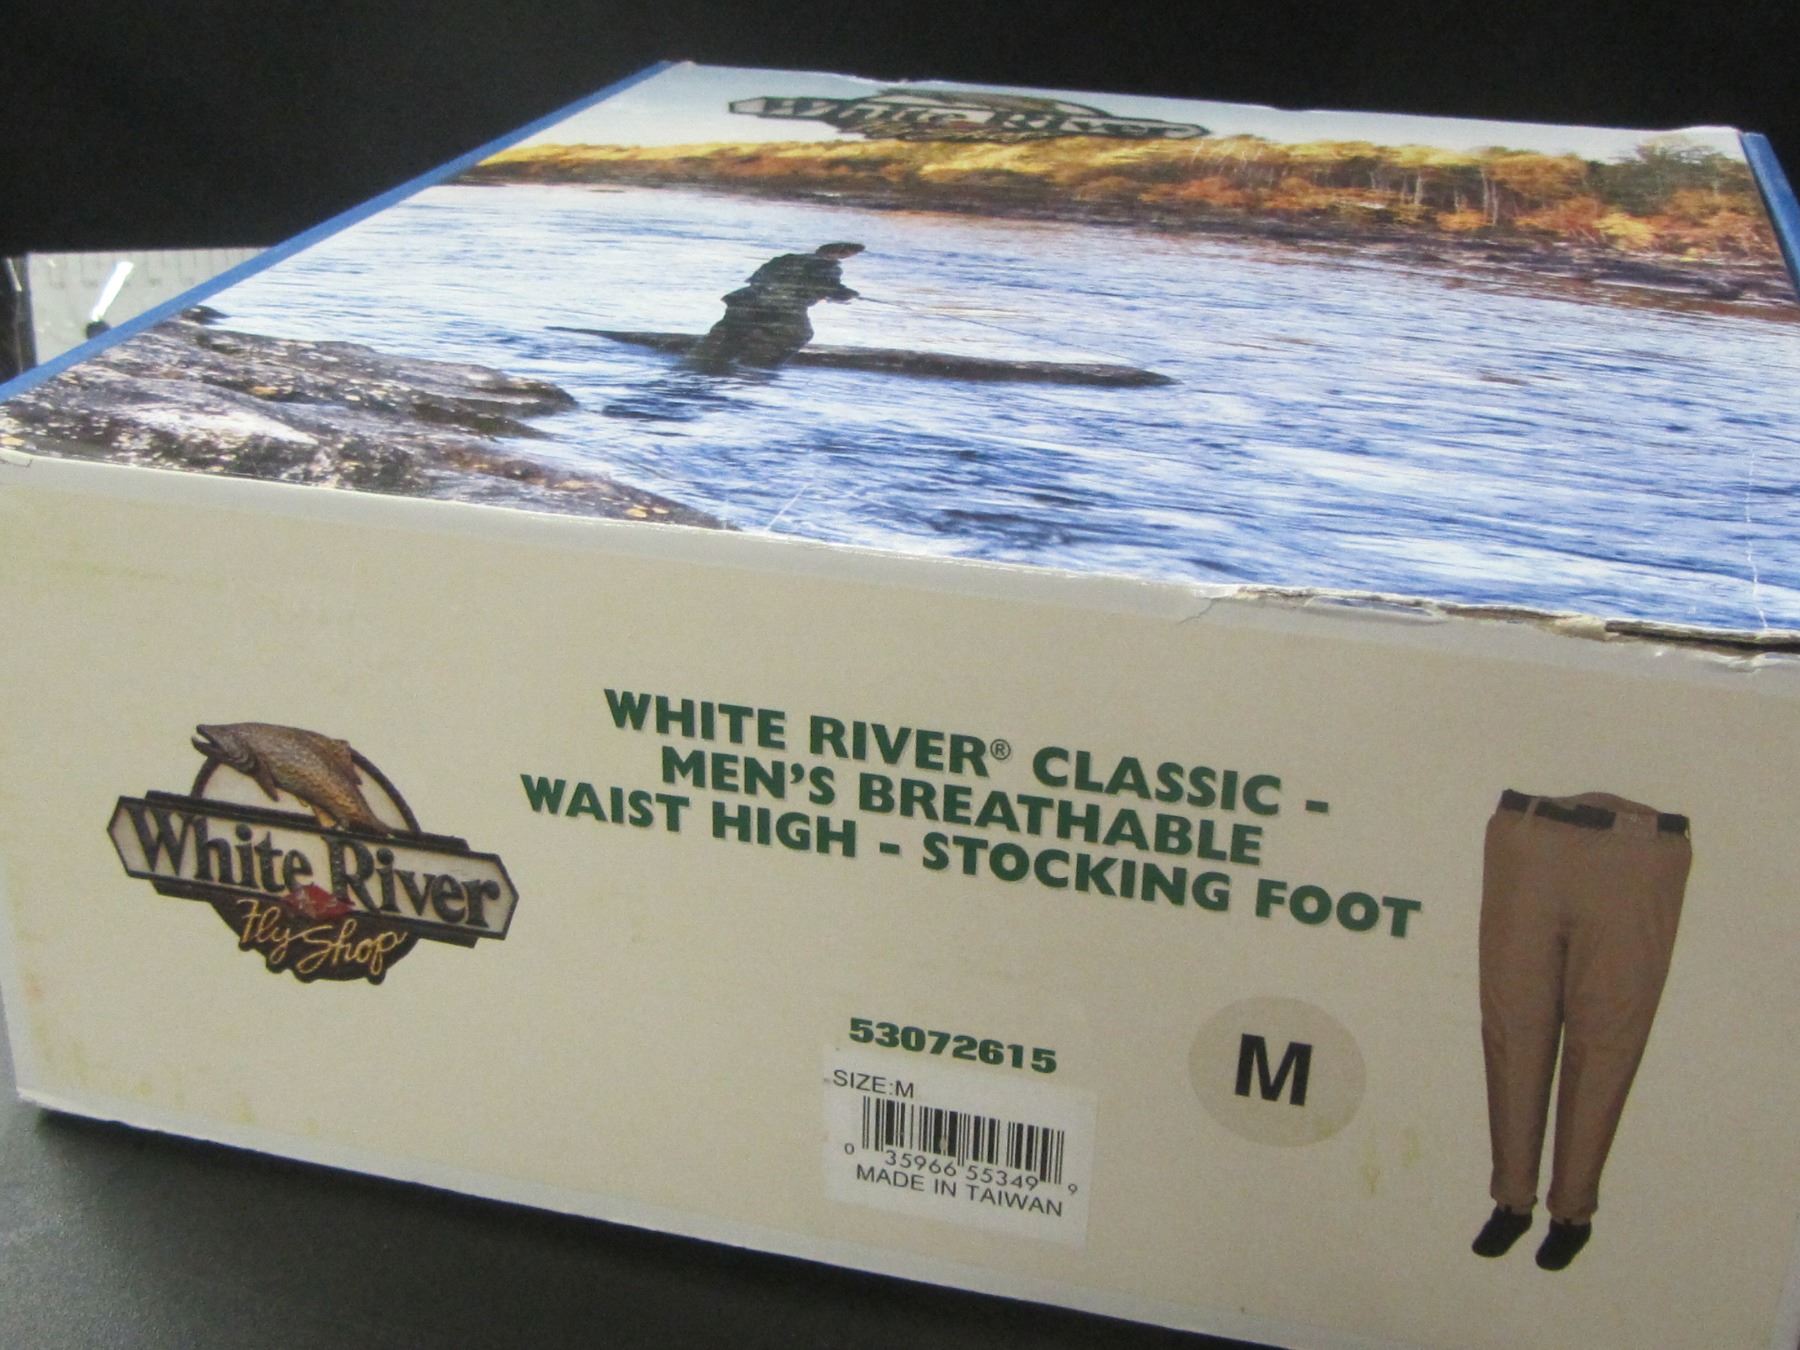 White River
White River
Fly Shop
WHITE RIVER® CLASSIC -
MEN'S BREATHABLE
WAIST HIGH - STOCKING FOOT
53072615
M
SIZE:M
0 35966 55349 9
MADE IN TAIWAN